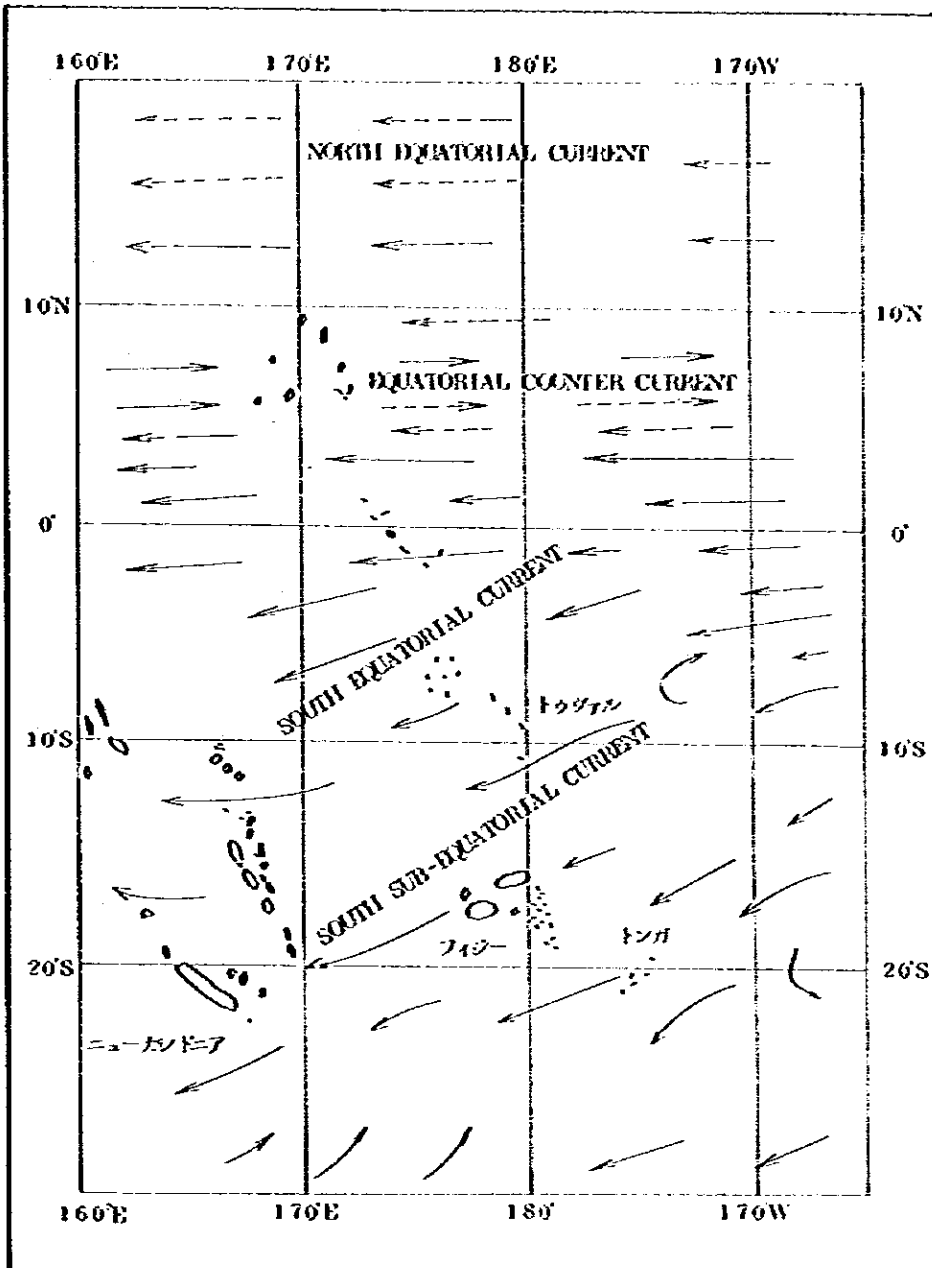 160°E 170°E 180°E 170°W
NORTH EQUATORIAL CURRENT
10°N 10°N
EQUATORIAL COUNTER CURRENT
0° 0°
SOUTH EQUATORIAL CURRENT
トゥヴァル
10°S 10°S
SOUTH SUB-EQUATORIAL CURRENT
フィジー トンガ
20°S 20°S
ニューカレドニア
160°E 170°E 180° 170°W